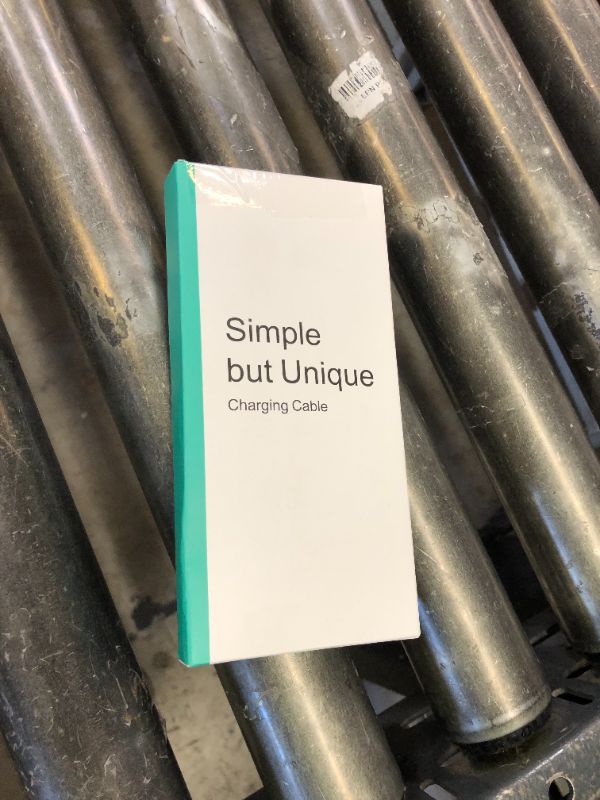 Simple
but Unique
Charging Cable